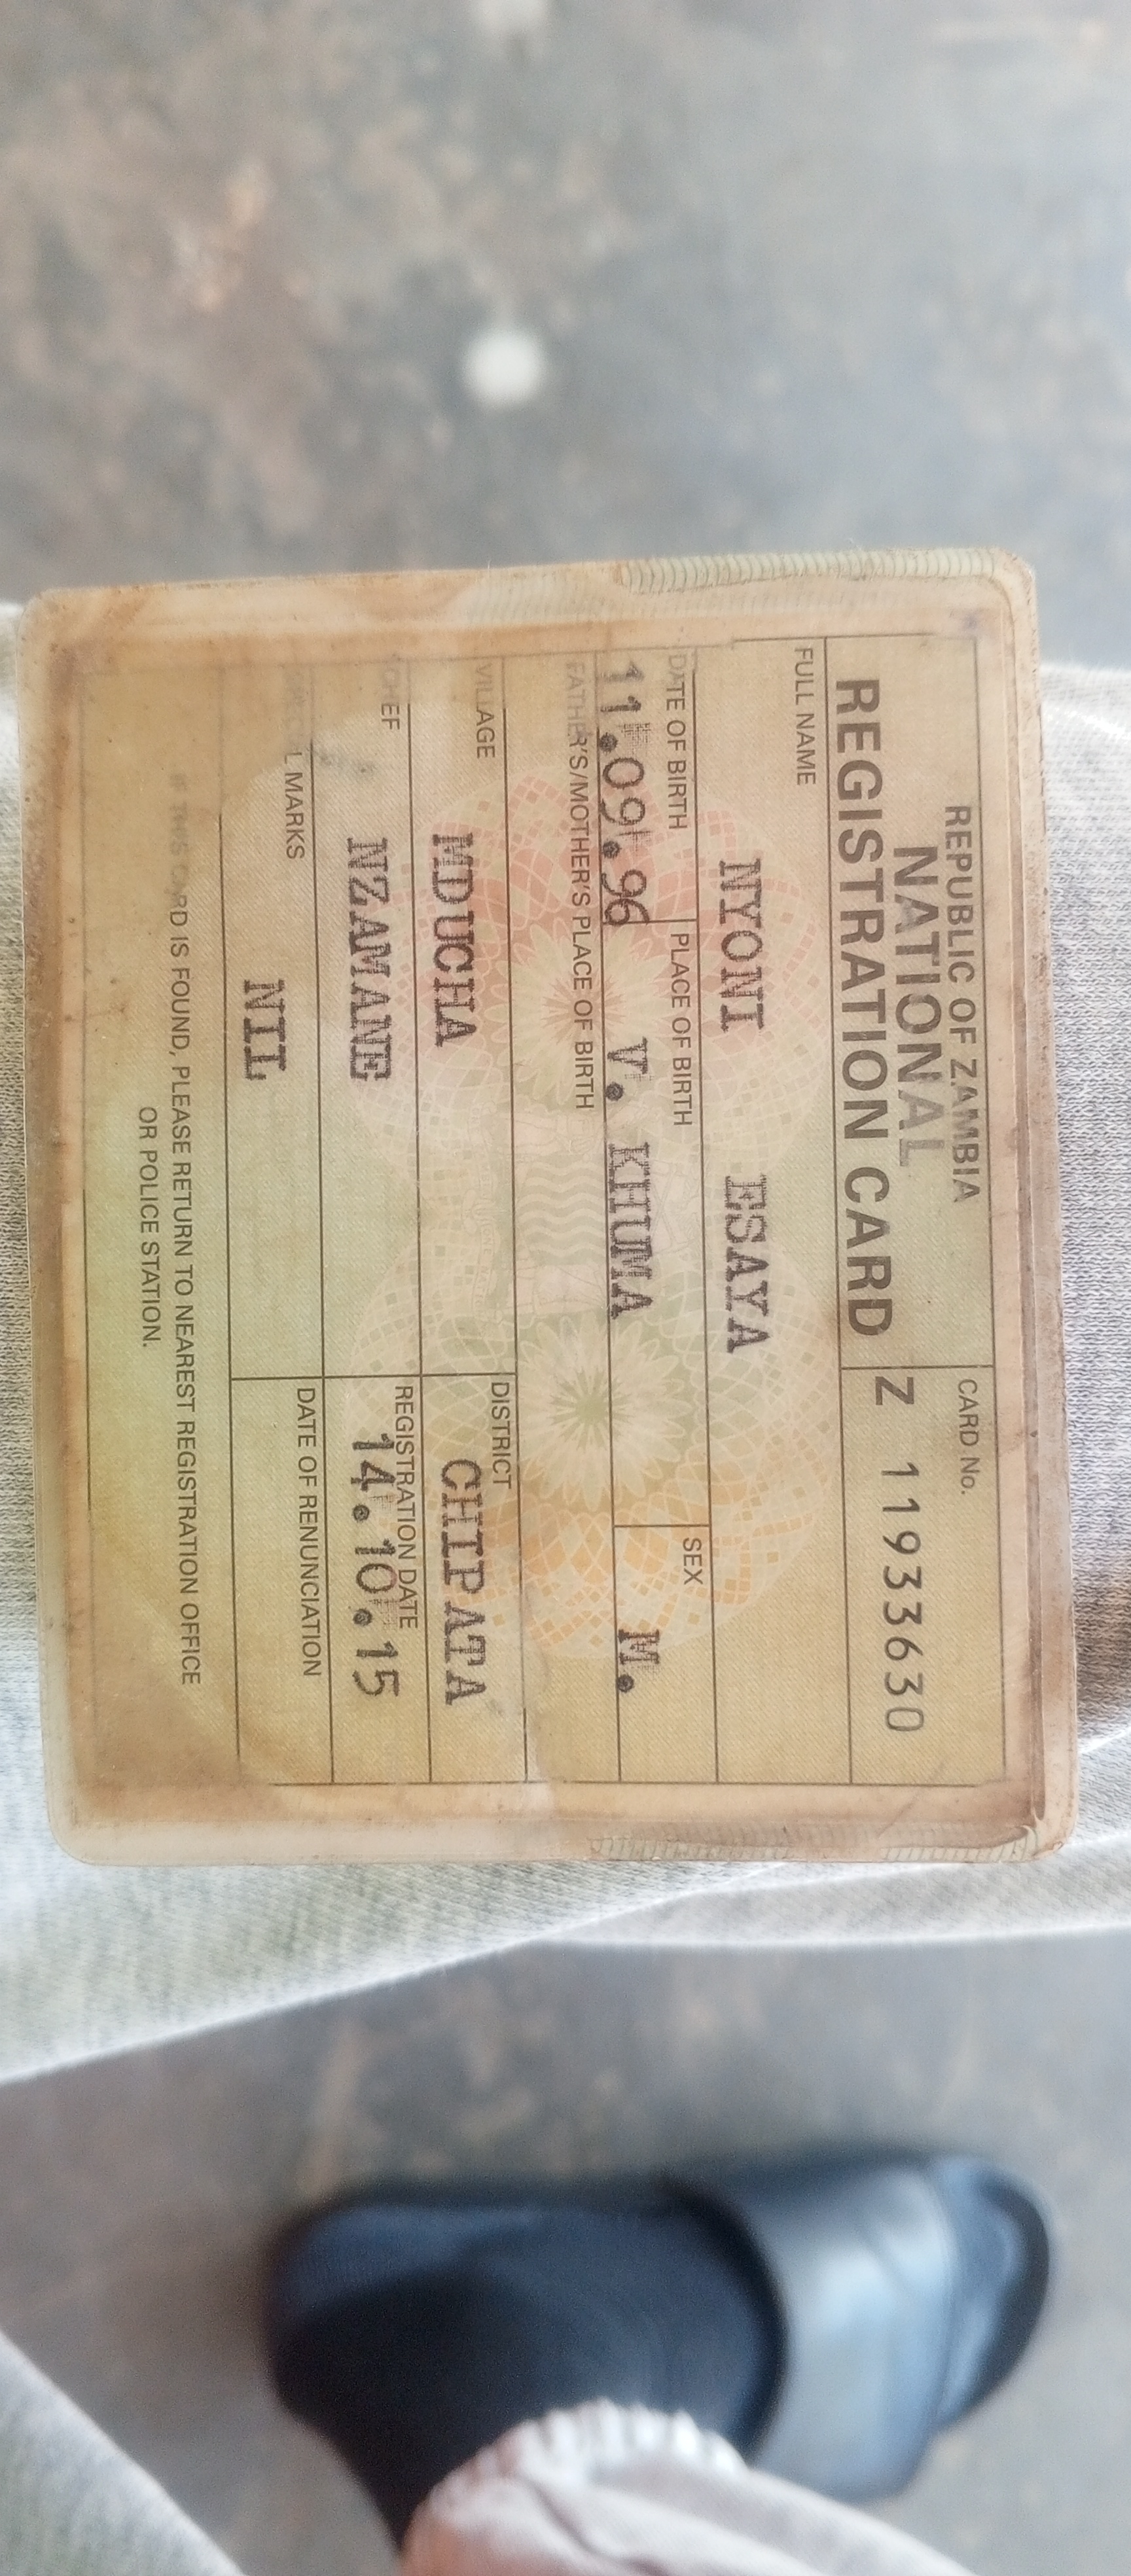 REPUBLIC OF ZAMBIA
NATIONAL
REGISTRATION CARD
CARD No.
Z 11933630
FULL NAME
NYONI ESAYA
DATE OF BIRTH PLACE OF BIRTH SEX
11.09.96 V. KHUMA M.
FATHER'S/MOTHER'S PLACE OF BIRTH
VILLAGE DISTRICT
MDUCHA CHIPATA
CHIEF REGISTRATION DATE
NZAMANE 14.10.15
MARKS DATE OF RENUNCIATION
NIL
IF THIS CARD IS FOUND, PLEASE RETURN TO NEAREST REGISTRATION OFFICE
OR POLICE STATION.